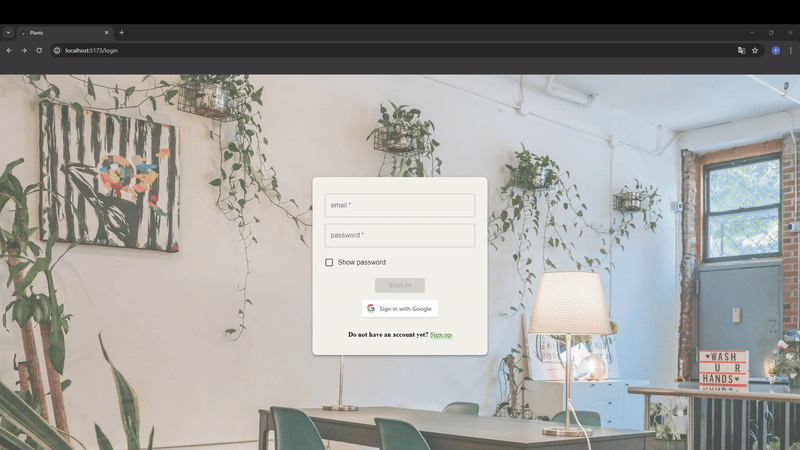 Plants
localhost:5173/login
email *
password *
Show password
SIGN IN
Sign in with Google
Do not have an account yet? Sign up
WASH
U R
HANDS